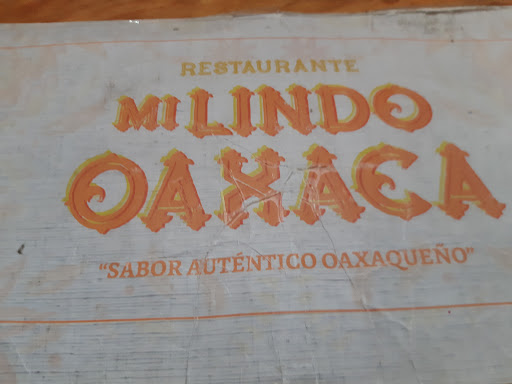 RESTAURANTE
MI LINDO
OAXACA
“SABOR AUTÉNTICO OAXAQUEÑO”